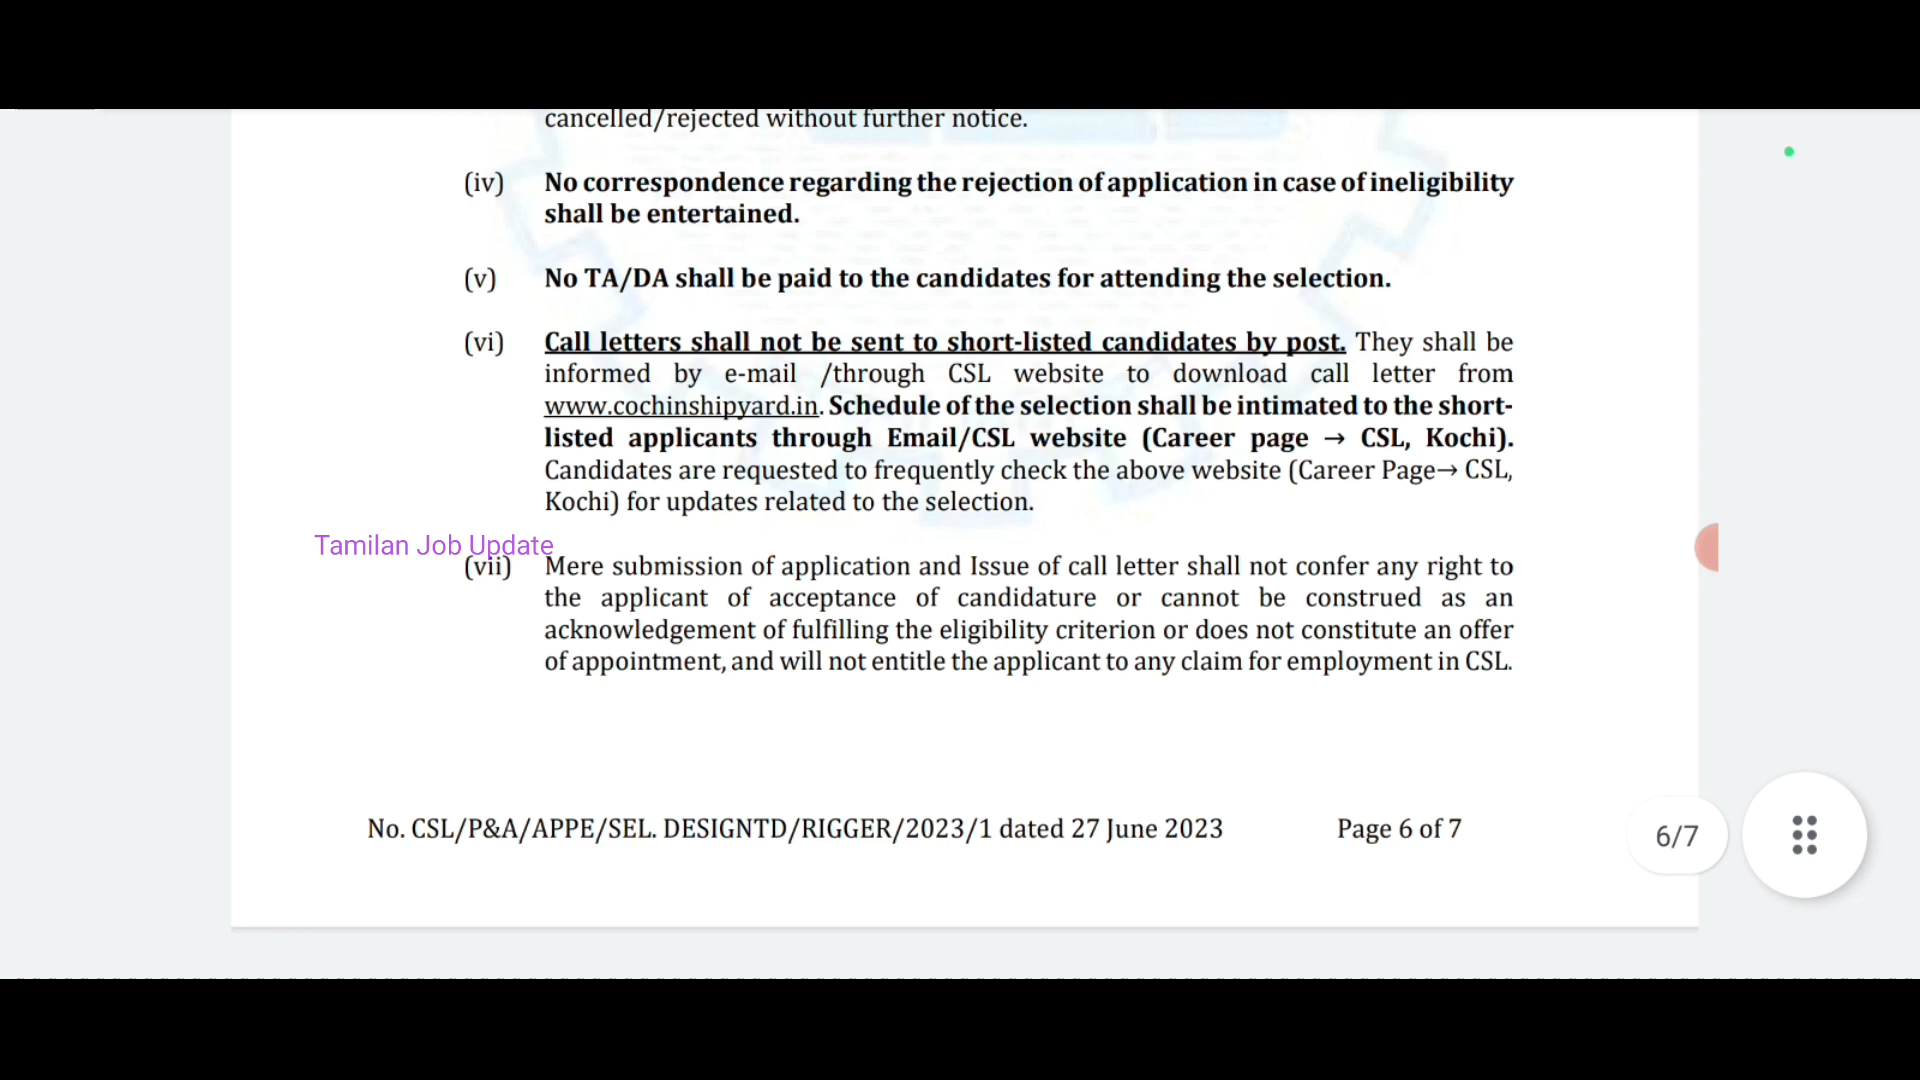 cancelled/rejected without further notice.
(iv) No correspondence regarding the rejection of application in case of ineligibility
shall be entertained.
(v) No TA/DA shall be paid to the candidates for attending the selection.
(vi) Call letters shall not be sent to short-listed candidates by post. They shall be
informed by e-mail /through CSL website to download call letter from
www.cochinshipyard.in. Schedule of the selection shall be intimated to the short-
listed applicants through Email/CSL website (Career page → CSL, Kochi).
Candidates are requested to frequently check the above website (Career Page→ CSL,
Kochi) for updates related to the selection.
Tamilan Job Update
(vii) Mere submission of application and Issue of call letter shall not confer any right to
the applicant of acceptance of candidature or cannot be construed as an
acknowledgement of fulfilling the eligibility criterion or does not constitute an offer
of appointment, and will not entitle the applicant to any claim for employment in CSL.
No. CSL/P&A/APPE/SEL. DESIGNTD/RIGGER/2023/1 dated 27 June 2023 Page 6 of 7
6/7